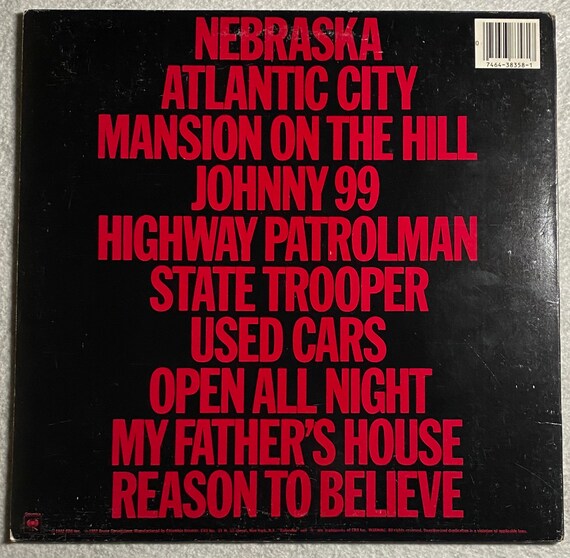 NEBRASKA
ATLANTIC CITY
MANSION ON THE HILL
JOHNNY 99
HIGHWAY PATROLMAN
STATE TROOPER
USED CARS
OPEN ALL NIGHT
MY FATHER'S HOUSE
REASON TO BELIEVE
0
7464-38358-1